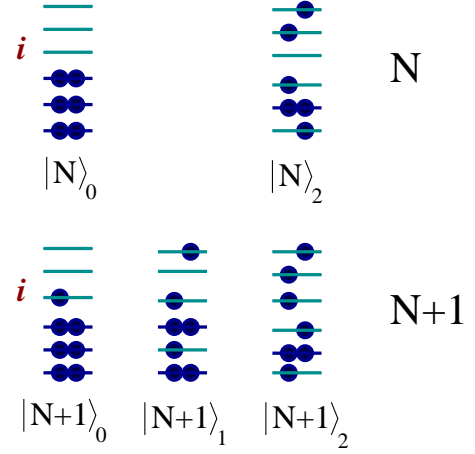 i
N
|N⟩₀
|N⟩₂
i
N+1
|N+1⟩₀
|N+1⟩₁
|N+1⟩₂